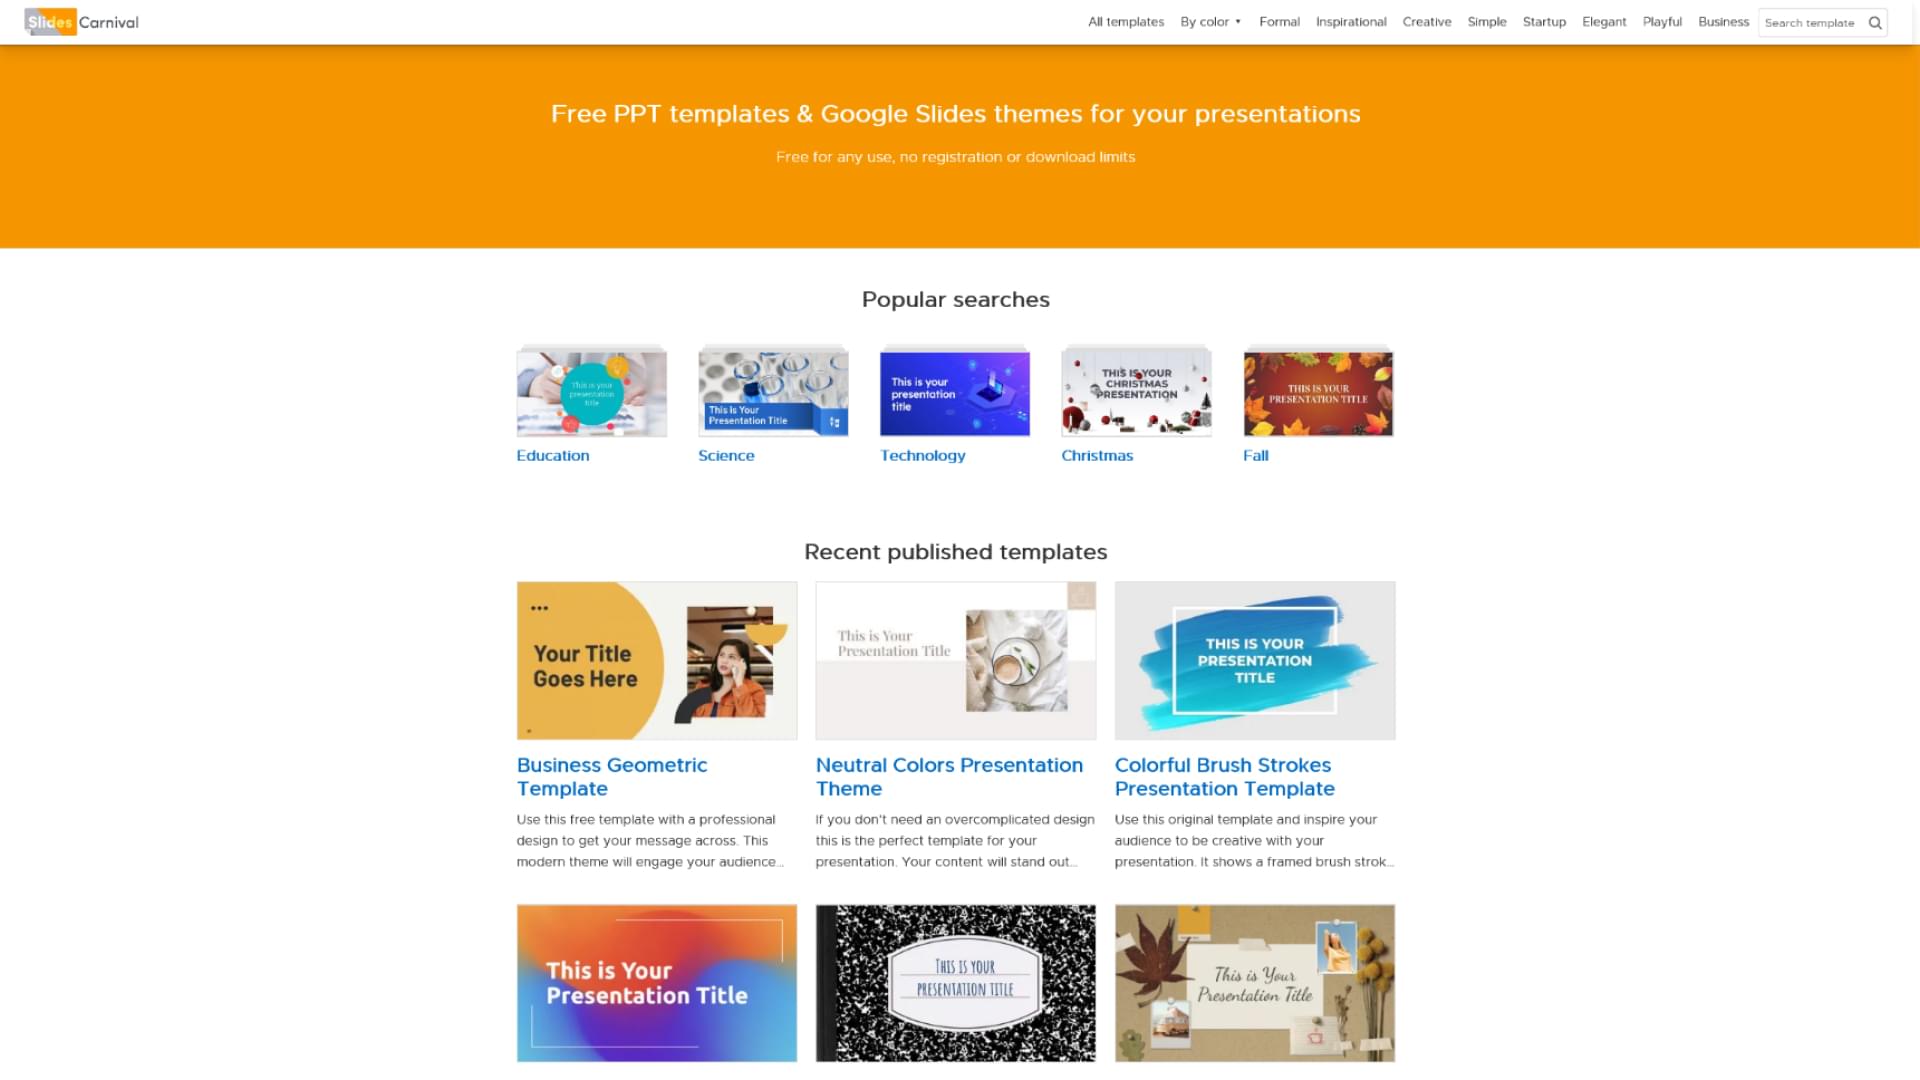 Slides Carnival
All templates By color ▼ Formal Inspirational Creative Simple Startup Elegant Playful Business Search template
Free PPT templates & Google Slides themes for your presentations
Free for any use, no registration or download limits
Popular searches
This is your
presentation
title
This Is Your
Presentation Title
This is your
presentation
title
THIS IS YOUR
CHRISTMAS
PRESENTATION
THIS IS YOUR
PRESENTATION TITLE
Education
Science
Technology
Christmas
Fall
Recent published templates
Your Title
Goes Here
This is Your
Presentation Title
THIS IS YOUR
PRESENTATION
TITLE
Business Geometric
Template
Use this free template with a professional
design to get your message across. This
modern theme will engage your audience...
Neutral Colors Presentation
Theme
If you don't need an overcomplicated design
this is the perfect template for your
presentation. Your content will stand out...
Colorful Brush Strokes
Presentation Template
Use this original template and inspire your
audience to be creative with your
presentation. It shows a framed brush strok...
This is Your
Presentation Title
THIS IS YOUR
PRESENTATION TITLE
This is Your
Presentation Title